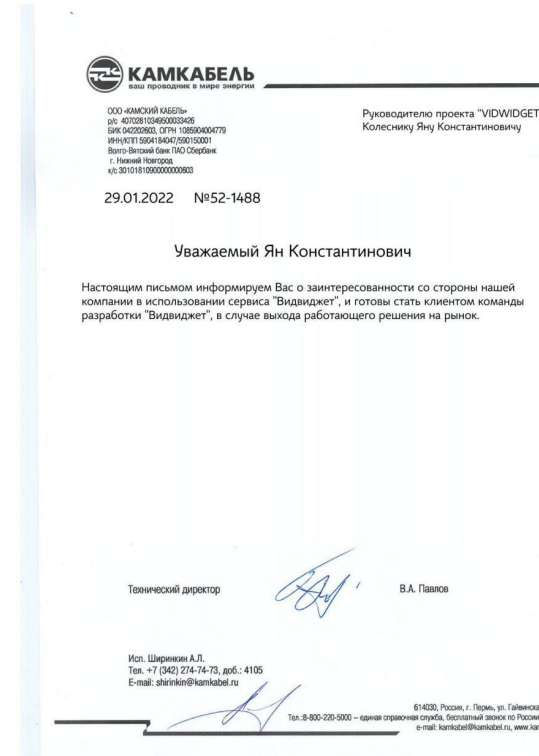 КАМКАБЕЛЬ
ваш проводник в мире энергии
ООО «КАМСКИЙ КАБЕЛЬ»
р/с 40702810349500033426
БИК 042202603, ОГРН 1085904004779
ИНН/КПП 5904184047/590150001
Волго-Вятский банк ПАО Сбербанк
г. Нижний Новгород
к/с 30101810900000000603
Руководителю проекта "VIDWIDGET
Колеснику Яну Константиновичу
29.01.2022 №52-1488
Уважаемый Ян Константинович
Настоящим письмом информируем Вас о заинтересованности со стороны нашей
компании в использовании сервиса "Видвиджет", и готовы стать клиентом команды
разработки "Видвиджет", в случае выхода работающего решения на рынок.
Технический директор В.А. Павлов
Исп. Ширинкин А.Л.
Тел. +7 (342) 274-74-73, доб.: 4105
E-mail: shirinkin@kamkabel.ru
614030, Россия, г. Пермь, ул. Гайвинска
Тел.:8-800-220-5000 – единая справочная служба, бесплатный звонок по России
e-mail: kamkabel@kamkabel.ru, www.kam